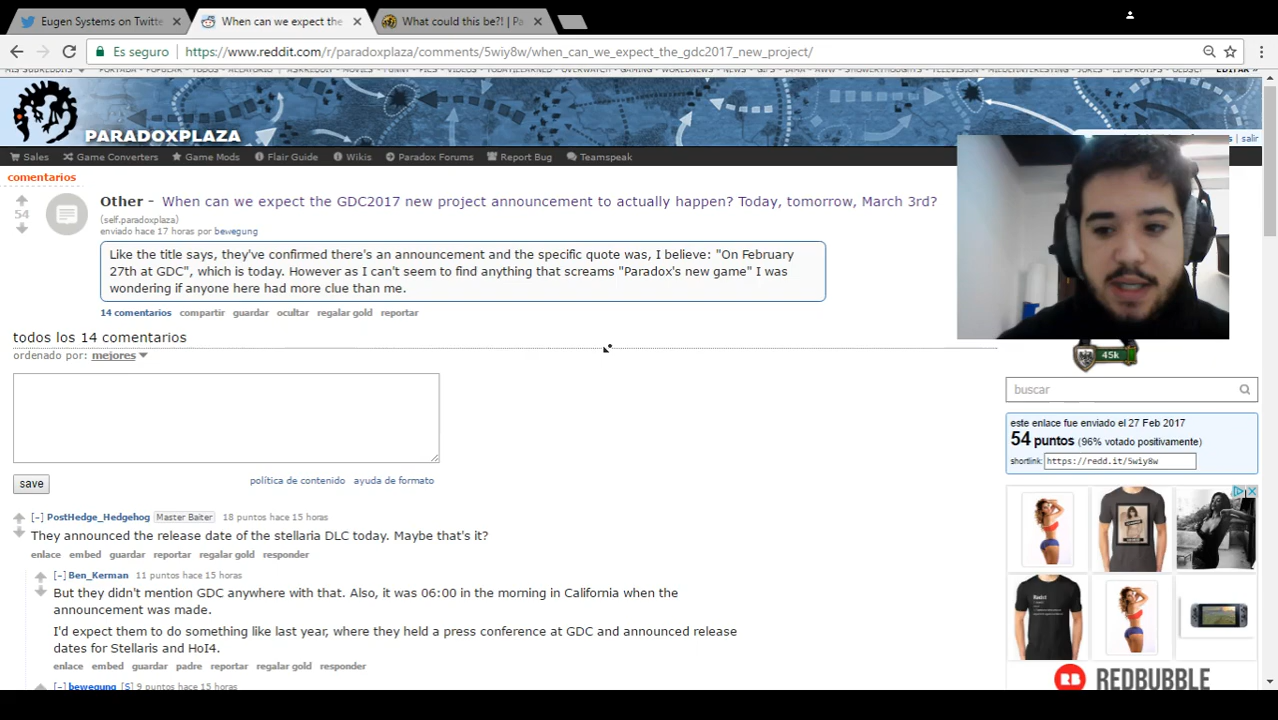 Eugen Systems on Twitte
When can we expect the
What could this be?! | Pa
Es seguro
https://www.reddit.com/r/paradoxplaza/comments/5wiy8w/when_can_we_expect_the_gdc2017_new_project/
PARADOXPLAZA
salir
Sales Game Converters Game Mods Flair Guide Wikis Paradox Forums Report Bug Teamspeak
comentarios
54
Other - When can we expect the GDC2017 new project announcement to actually happen? Today, tomorrow, March 3rd?
(self.paradoxplaza)
enviado hace 17 horas por bewegung
Like the title says, they've confirmed there's an announcement and the specific quote was, I believe: "On February
27th at GDC", which is today. However as I can't seem to find anything that screams "Paradox's new game" I was
wondering if anyone here had more clue than me.
14 comentarios compartir guardar ocultar regalar gold reportar
todos los 14 comentarios
ordenado por: mejores
45k
buscar
este enlace fue enviado el 27 Feb 2017
54 puntos (96% votado positivamente)
shortlink: https://redd.it/5wiy8w
save
política de contenido ayuda de formato
[–] PostHedge_Hedgehog Master Baiter 18 puntos hace 15 horas
They announced the release date of the stellaria DLC today. Maybe that's it?
enlace embed guardar reportar regalar gold responder
[–] Ben_Kerman 11 puntos hace 15 horas
But they didn't mention GDC anywhere with that. Also, it was 06:00 in the morning in California when the
announcement was made.
I'd expect them to do something like last year, where they held a press conference at GDC and announced release
dates for Stellaris and HoI4.
enlace embed guardar padre reportar regalar gold responder
[–] bewegung [S] 9 puntos hace 15 horas
REDBUBBLE